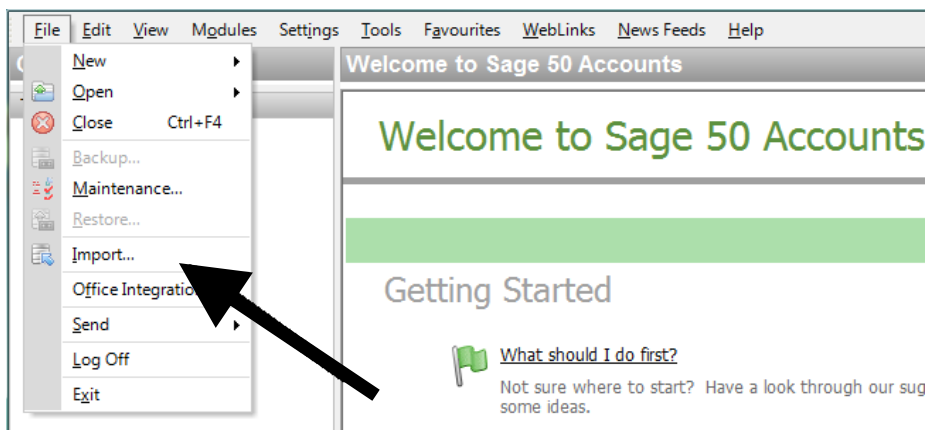 File Edit View Modules Settings Tools Favourites WebLinks News Feeds Help
New
Open
Close Ctrl+F4
Backup...
Maintenance...
Restore...
Import...
Office
Send
Log Off
Exit
Welcome to Sage 50 Accounts
Welcome to Sage 50 Accounts
Getting Started
What should I do first?
Not sure where to start? Have a look through our
some ideas.